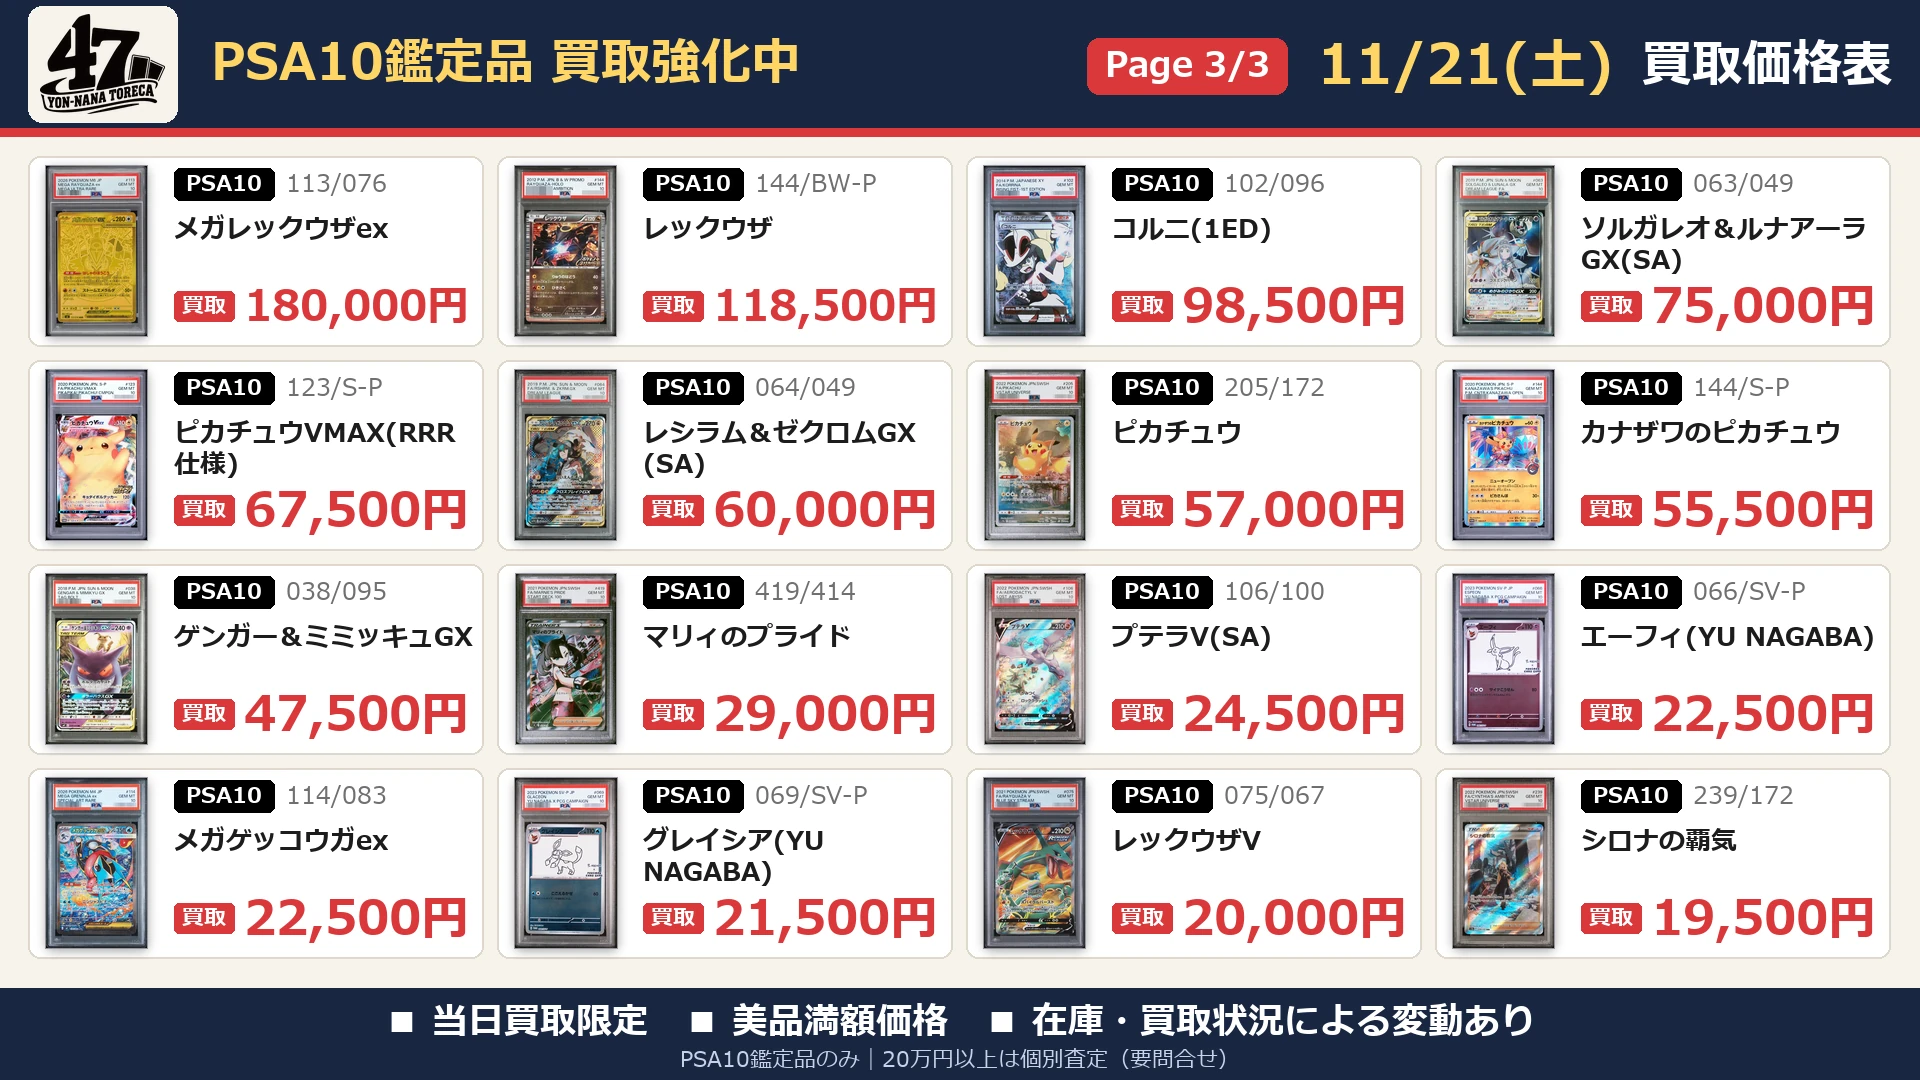 47
YON-NANA TORECA
PSA10鑑定品 買取強化中
Page 3/3
11/21(土) 買取価格表
PSA10 113/076
メガレックウザex
買取 180,000円
PSA10 144/BW-P
レックウザ
買取 118,500円
PSA10 102/096
コルニ(1ED)
買取 98,500円
PSA10 063/049
ソルガレオ&ルナアーラ
GX(SA)
買取 75,000円
PSA10 123/S-P
ピカチュウVMAX(RRR
仕様)
買取 67,500円
PSA10 064/049
レシラム&ゼクロムGX
(SA)
買取 60,000円
PSA10 205/172
ピカチュウ
買取 57,000円
PSA10 144/S-P
カナザワのピカチュウ
買取 55,500円
PSA10 038/095
ゲンガー&ミミッキュGX
買取 47,500円
PSA10 419/414
マリィのプライド
買取 29,000円
PSA10 106/100
プテラV(SA)
買取 24,500円
PSA10 066/SV-P
エーフィ(YU NAGABA)
買取 22,500円
PSA10 114/083
メガゲッコウガex
買取 22,500円
PSA10 069/SV-P
グレイシア(YU
NAGABA)
買取 21,500円
PSA10 075/067
レックウザV
買取 20,000円
PSA10 239/172
シロナの覇気
買取 19,500円
■ 当日買取限定 ■ 美品満額価格 ■ 在庫・買取状況による変動あり
PSA10鑑定品のみ｜20万円以上は個別査定（要問合せ）